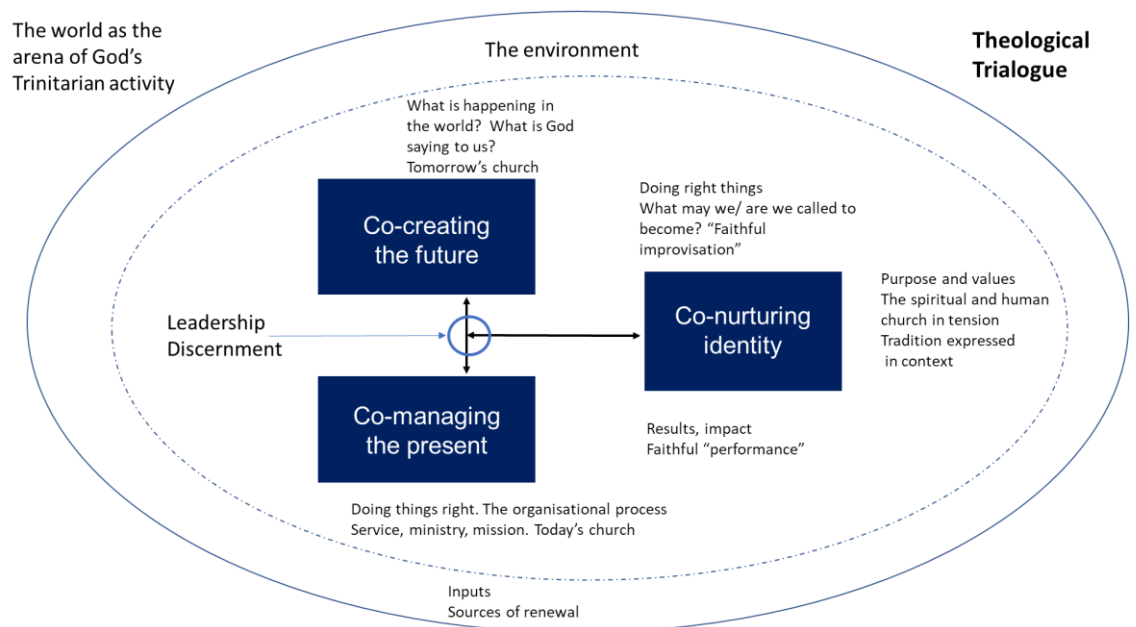 The world as the
arena of God’s
Trinitarian activity
The environment
Theological
Trialogue
What is happening in
the world?  What is God
saying to us?
Tomorrow’s church
Co-creating
the future
Doing right things
What may we/ are we called to
become? “Faithful
improvisation”
Purpose and values
The spiritual and human
church in tension
Tradition expressed
in context
Leadership
Discernment
Co-nurturing
identity
Co-managing
the present
Results, impact
Faithful “performance”
Doing things right. The organisational process
Service, ministry, mission. Today’s church
Inputs
Sources of renewal